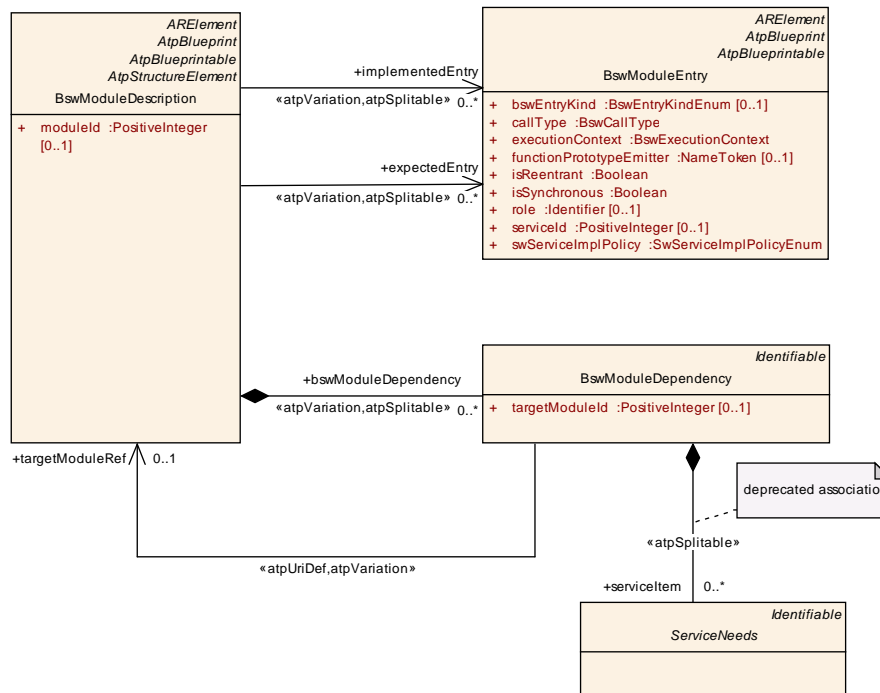 ARElement
AtpBlueprint
AtpBlueprintable
AtpStructureElement
BswModuleDescription
+ moduleId :PositiveInteger
[0..1]
+implementedEntry
«atpVariation,atpSplitable» 0..*
+expectedEntry
«atpVariation,atpSplitable» 0..*
ARElement
AtpBlueprint
AtpBlueprintable
BswModuleEntry
+ bswEntryKind :BswEntryKindEnum [0..1]
+ callType :BswCallType
+ executionContext :BswExecutionContext
+ functionPrototypeEmitter :NameToken [0..1]
+ isReentrant :Boolean
+ isSynchronous :Boolean
+ role :Identifier [0..1]
+ serviceId :PositiveInteger [0..1]
+ swServiceImplPolicy :SwServiceImplPolicyEnum
+bswModuleDependency
«atpVariation,atpSplitable» 0..*
Identifiable
BswModuleDependency
+ targetModuleId :PositiveInteger [0..1]
+targetModuleRef 0..1
«atpUriDef,atpVariation»
deprecated associatio
«atpSplitable»
+serviceItem 0..*
Identifiable
ServiceNeeds